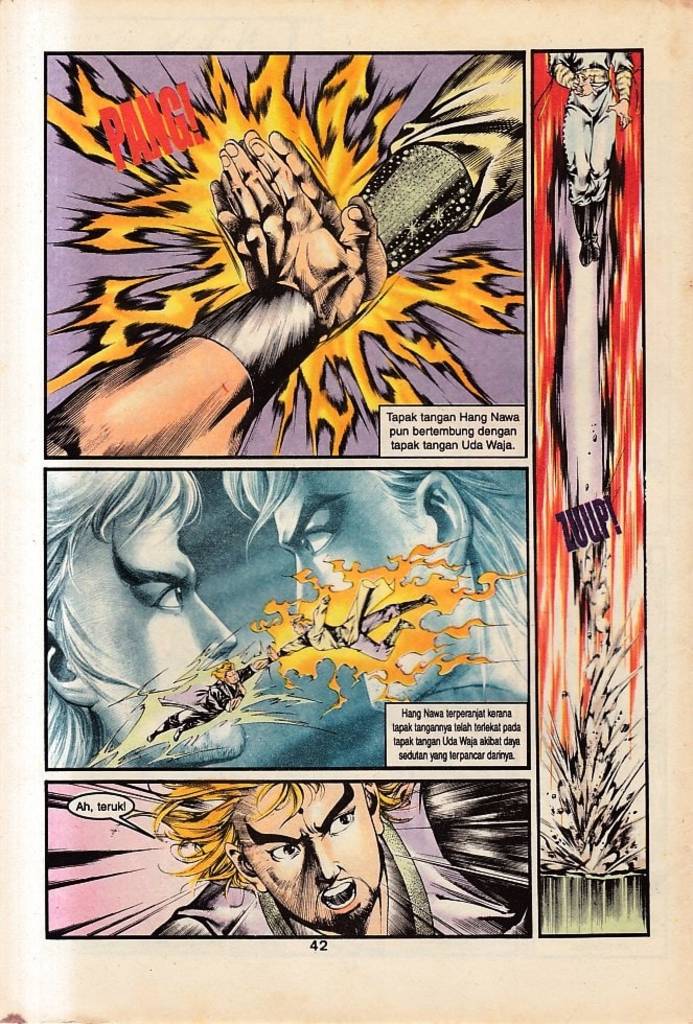 PANG!
Tapak tangan Hang Nawa
pun bertembung dengan
tapak tangan Uda Waja.
Hang Nawa terperanjat kerana
tapak tangannya telah terlekat pada
tapak tangan Uda Waja akibat daya
sedutan yang terpancar darinya.
Ah, teruk!
ZUUP!
42